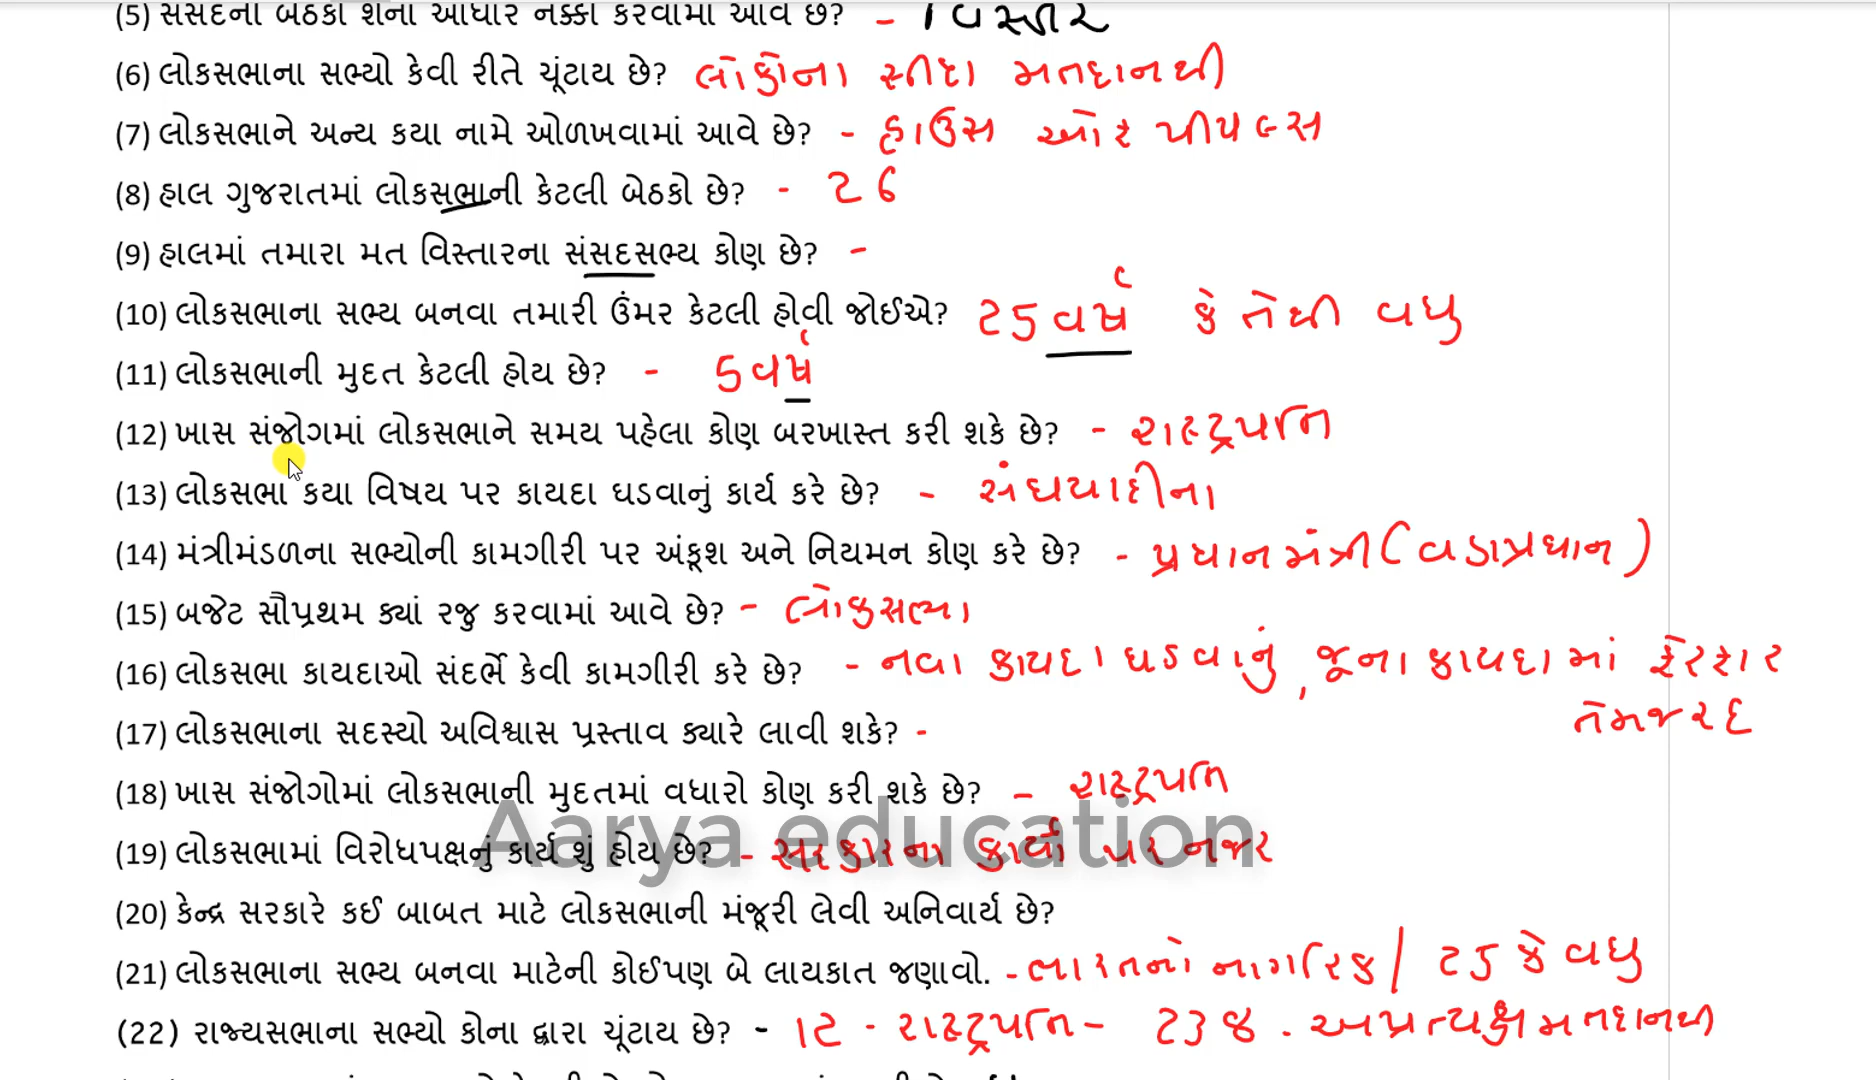 (5) સંસદની બેઠકો શેના આધારે નક્કી કરવામાં આવે છે? - વિસ્તાર
(6) લોકસભાના સભ્યો કેવી રીતે ચૂંટાય છે? લોકોના સીધા મતદાનથી
(7) લોકસભાને અન્ય કયા નામે ઓળખવામાં આવે છે? - હાઉસ ઓર પીપલ્સ
(8) હાલ ગુજરાતમાં લોકસભાની કેટલી બેઠકો છે? - 26
(9) હાલમાં તમારા મત વિસ્તારના સંસદસભ્ય કોણ છે? -
(10) લોકસભાના સભ્ય બનવા તમારી ઉંમર કેટલી હોવી જોઈએ? 25 વર્ષ કે તેથી વધુ
(11) લોકસભાની મુદત કેટલી હોય છે? - 5 વર્ષ
(12) ખાસ સંજોગમાં લોકસભાને સમય પહેલા કોણ બરખાસ્ત કરી શકે છે? - રાષ્ટ્રપતિ
(13) લોકસભા કયા વિષય પર કાયદા ઘડવાનું કાર્ય કરે છે? - સંઘયાદીના
(14) મંત્રીમંડળના સભ્યોની કામગીરી પર અંકૂશ અને નિયમન કોણ કરે છે? - પ્રધાનમંત્રી (વડાપ્રધાન)
(15) બજેટ સૌપ્રથમ ક્યાં રજુ કરવામાં આવે છે? - લોકસભા
(16) લોકસભા કાયદાઓ સંદર્ભે કેવી કામગીરી કરે છે? - નવા કાયદા ઘડવાનું, જૂના કાયદામાં ફેરફાર
તેમજ રદ
(17) લોકસભાના સદસ્યો અવિશ્વાસ પ્રસ્તાવ ક્યારે લાવી શકે? -
(18) ખાસ સંજોગોમાં લોકસભાની મુદતમાં વધારો કોણ કરી શકે છે? - રાષ્ટ્રપતિ
Aarya education
(19) લોકસભામાં વિરોધપક્ષનું કાર્ય શું હોય છે? - સરકારના કાર્યો પર નજર
(20) કેન્દ્ર સરકારે કઈ બાબત માટે લોકસભાની મંજૂરી લેવી અનિવાર્ય છે?
(21) લોકસભાના સભ્ય બનવા માટેની કોઈપણ બે લાયકાત જણાવો. - ભારતનો નાગરિક / 25 કે વધુ
(22) રાજ્યસભાના સભ્યો કોના દ્વારા ચૂંટાય છે? - 12 - રાષ્ટ્રપતિ - 238 - અપ્રત્યક્ષ મતદાનથી